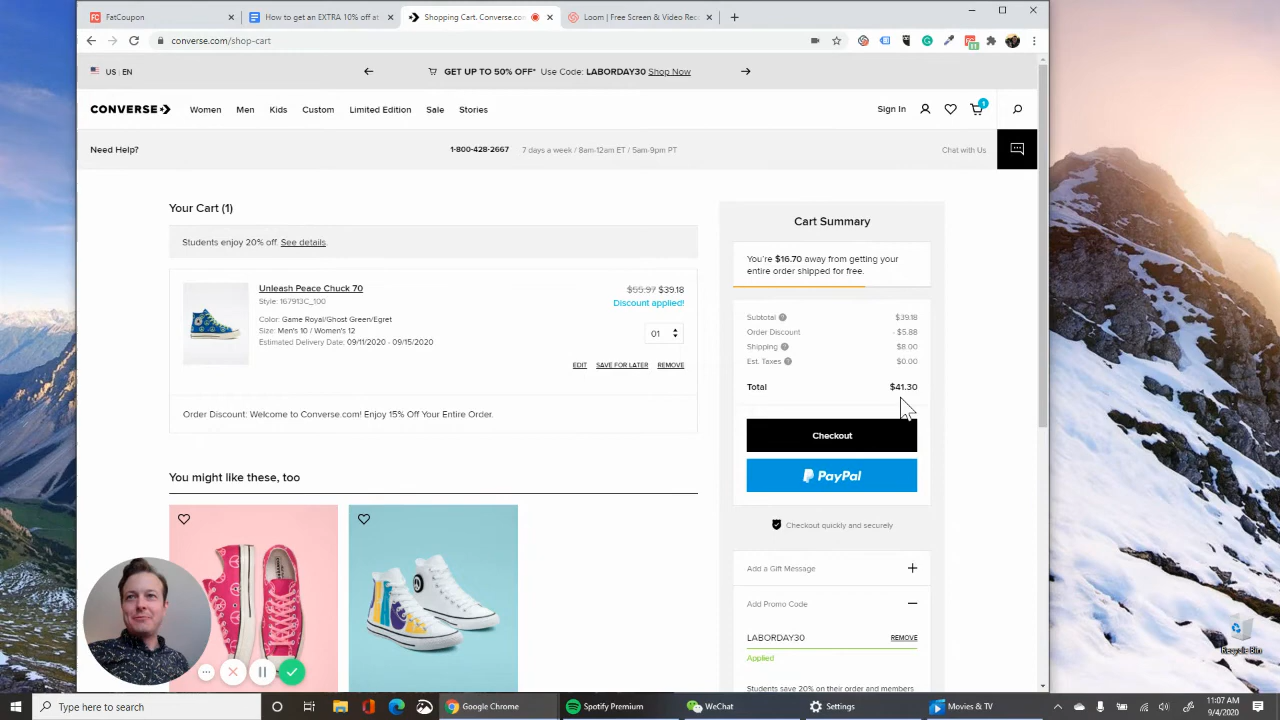 FatCoupon
How to get an EXTRA 10% off at
Shopping Cart. Converse.co
Loom | Free Screen & Video Rec
converse.com/shop-cart
11
US : EN
GET UP TO 50% OFF* Use Code: LABORDAY30 Shop Now
CONVERSE
Women
Men
Kids
Custom
Limited Edition
Sale
Stories
Sign In
1
Need Help?
1-800-428-2667
7 days a week / 8am-12am ET / 5am-9pm PT
Chat with Us
Your Cart (1)
Students enjoy 20% off. See details.
Unleash Peace Chuck 70
Style: 167913C_100
Color: Game Royal/Ghost Green/Egret
Size: Men's 10 / Women's 12
Estimated Delivery Date: 09/11/2020 - 09/15/2020
$55.97 $39.18
Discount applied!
01
EDIT
SAVE FOR LATER
REMOVE
Order Discount: Welcome to Converse.com! Enjoy 15% Off Your Entire Order.
You might like these, too
Cart Summary
You're $16.70 away from getting your
entire order shipped for free.
Subtotal ? $39.18
Order Discount - $5.88
Shipping ? $8.00
Est. Taxes ? $0.00
Total $41.30
Checkout
PayPal
Checkout quickly and securely
Add a Gift Message
Add Promo Code
LABORDAY30
REMOVE
Applied
Students save 20% on their order and members
Recycle Bin
Type here to search
Google Chrome
Spotify Premium
WeChat
Settings
Movies & TV
11:07 AM
9/4/2020